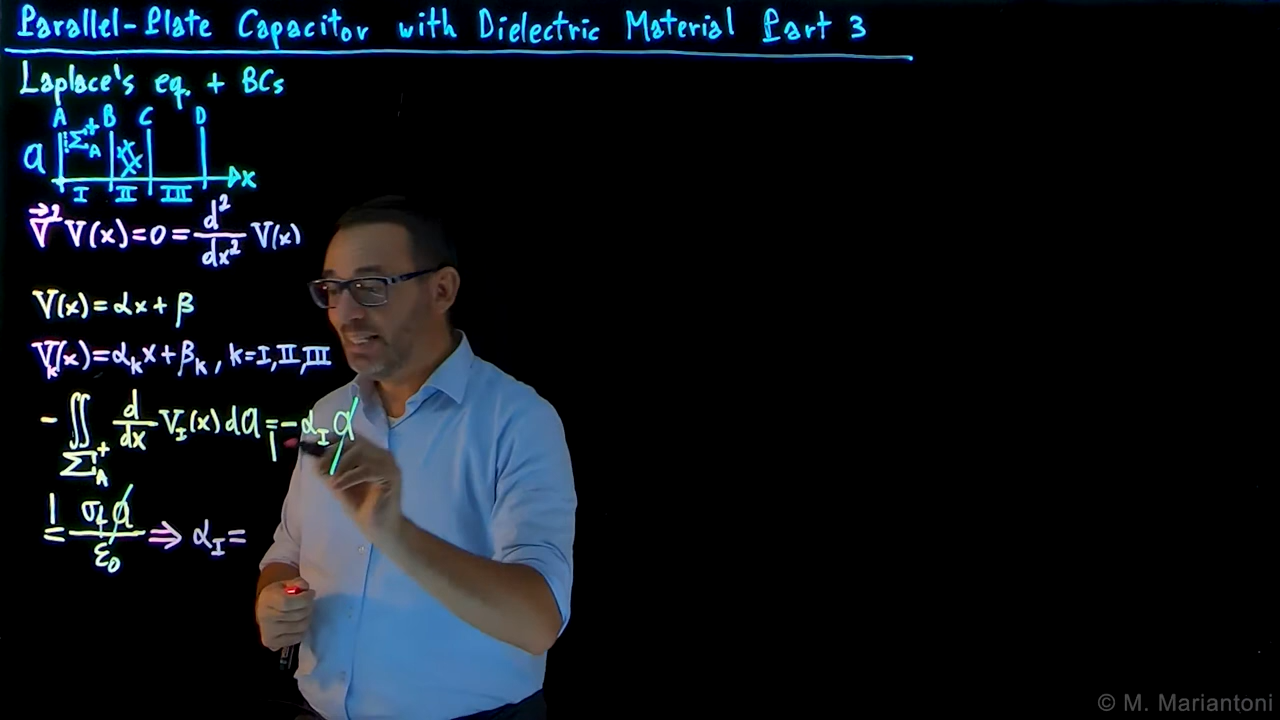 Parallel-Plate Capacitor with Dielectric Material Part 3
Laplace's eq. + BCs
A B C D
a Σ_A^+ x
I II III
∇⃗² V(x) = 0 = d²/dx² V(x)
V(x) = αx + β
V_k(x) = α_k x + β_k , k = I, II, III
- ∬_{Σ_A^+} d/dx V_I(x) da = - α_I a
! = σ_f a / ε_0 ⇒ α_I =
© M. Mariantoni